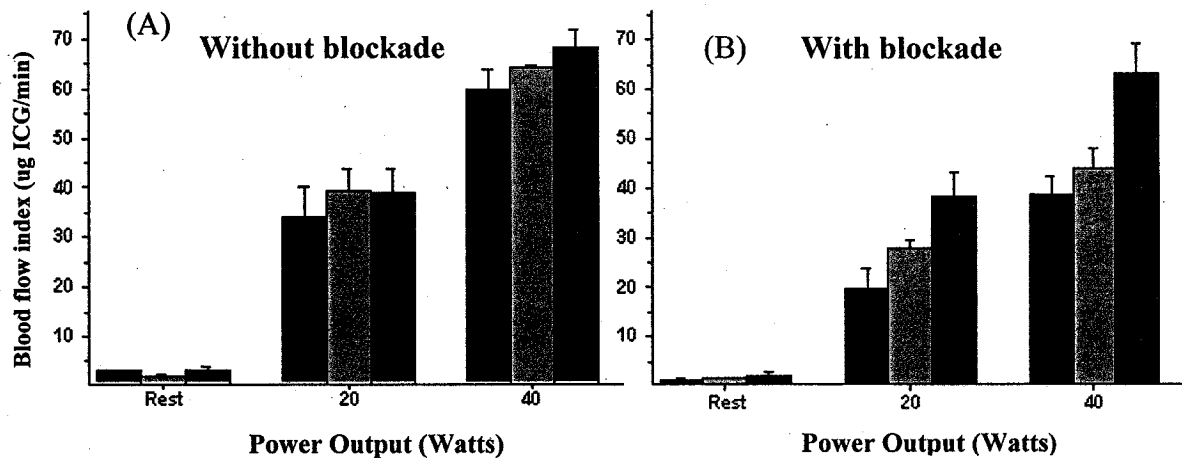 (A)
Without blockade
Blood flow index (ug ICG/min)
70
60
50
40
30
20
10
Rest
20
40
Power Output (Watts)
(B)
With blockade
70
60
50
40
30
20
10
Rest
20
40
Power Output (Watts)